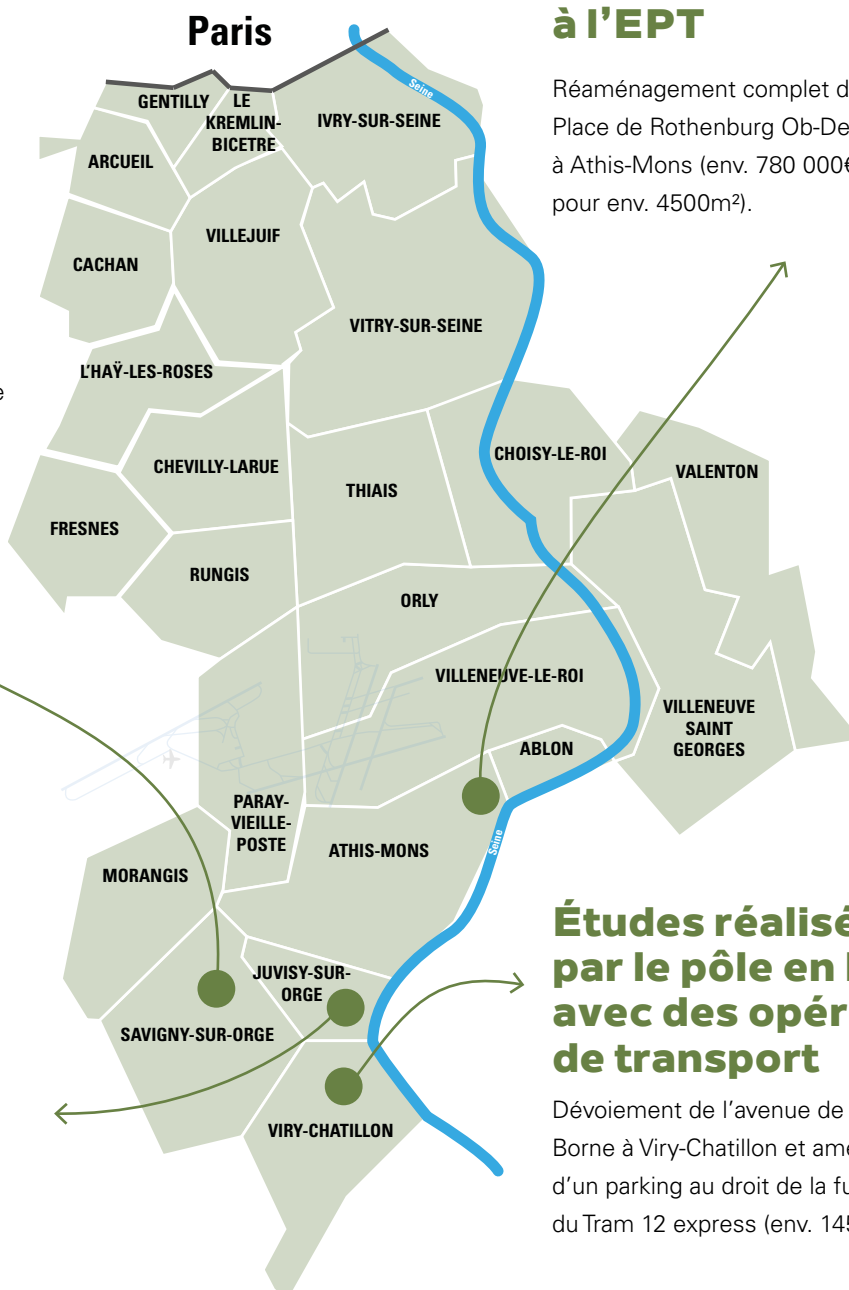 Paris
à l'EPT
Réaménagement complet d
Place de Rothenburg Ob-De
à Athis-Mons (env. 780 000€
pour env. 4500m²).
Seine
GENTILLY
LE
KREMLIN-
BICETRE
IVRY-SUR-SEINE
ARCUEIL
VILLEJUIF
CACHAN
VITRY-SUR-SEINE
L'HAŸ-LES-ROSES
e
CHOISY-LE-ROI
CHEVILLY-LARUE
VALENTON
THIAIS
FRESNES
RUNGIS
ORLY
VILLENEUVE-LE-ROI
VILLENEUVE
SAINT
GEORGES
ABLON
PARAY-
VIEILLE-
POSTE
Seine
ATHIS-MONS
MORANGIS
JUVISY-SUR-
ORGE
SAVIGNY-SUR-ORGE
VIRY-CHATILLON
Études réalisé
par le pôle en l
avec des opér
de transport
Dévoiement de l'avenue de
Borne à Viry-Chatillon et amé
d'un parking au droit de la fu
du Tram 12 express (env. 145